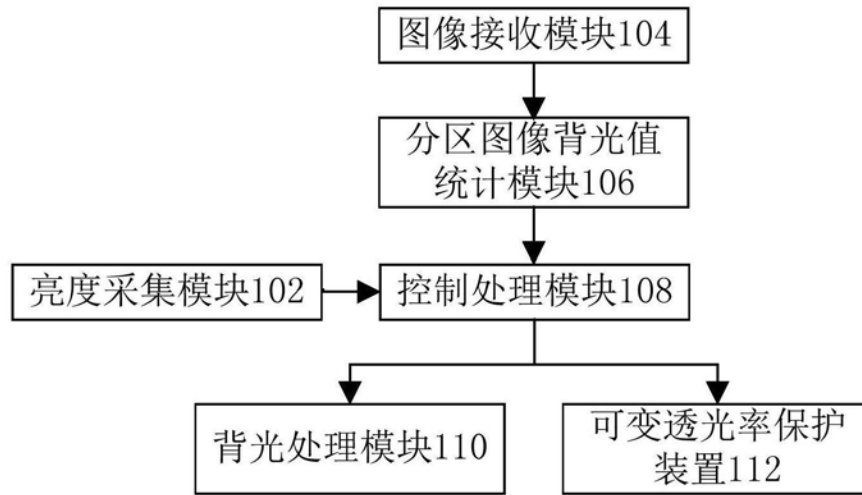 图像接收模块104
分区图像背光值
统计模块106
亮度采集模块102
控制处理模块108
背光处理模块110
可变透光率保护
装置112